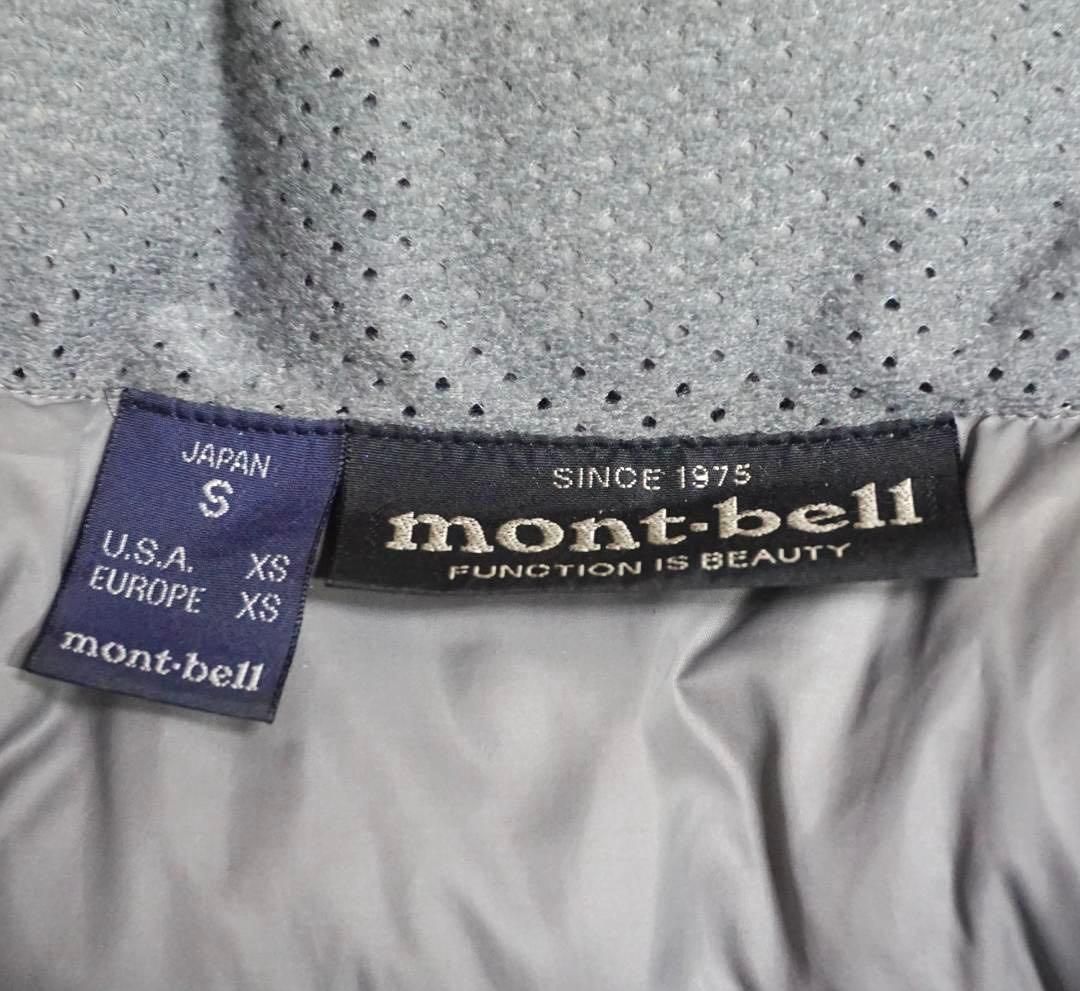 JAPAN
S
U.S.A. XS
EUROPE XS
mont-bell
SINCE 1975
mont-bell
FUNCTION IS BEAUTY